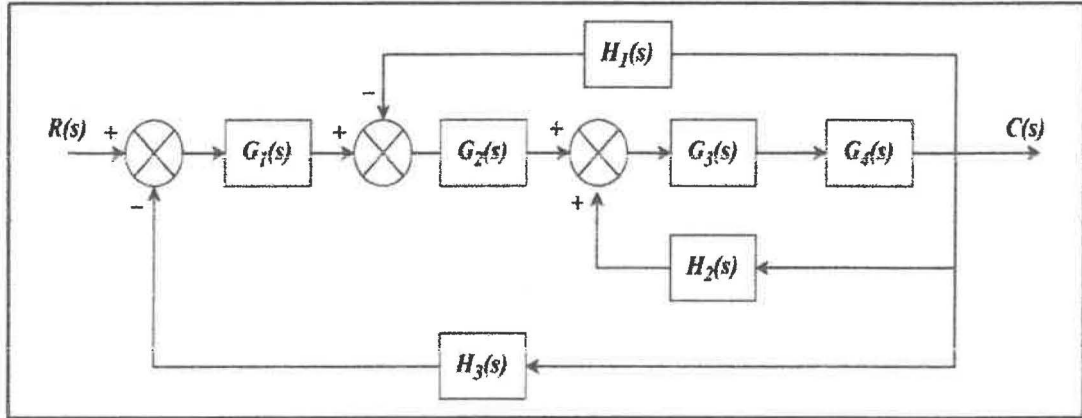 H₁(s)
−
R(s) + G₁(s) + G₂(s) + G₃(s) G₄(s) C(s)
−
+
H₂(s)
H₃(s)